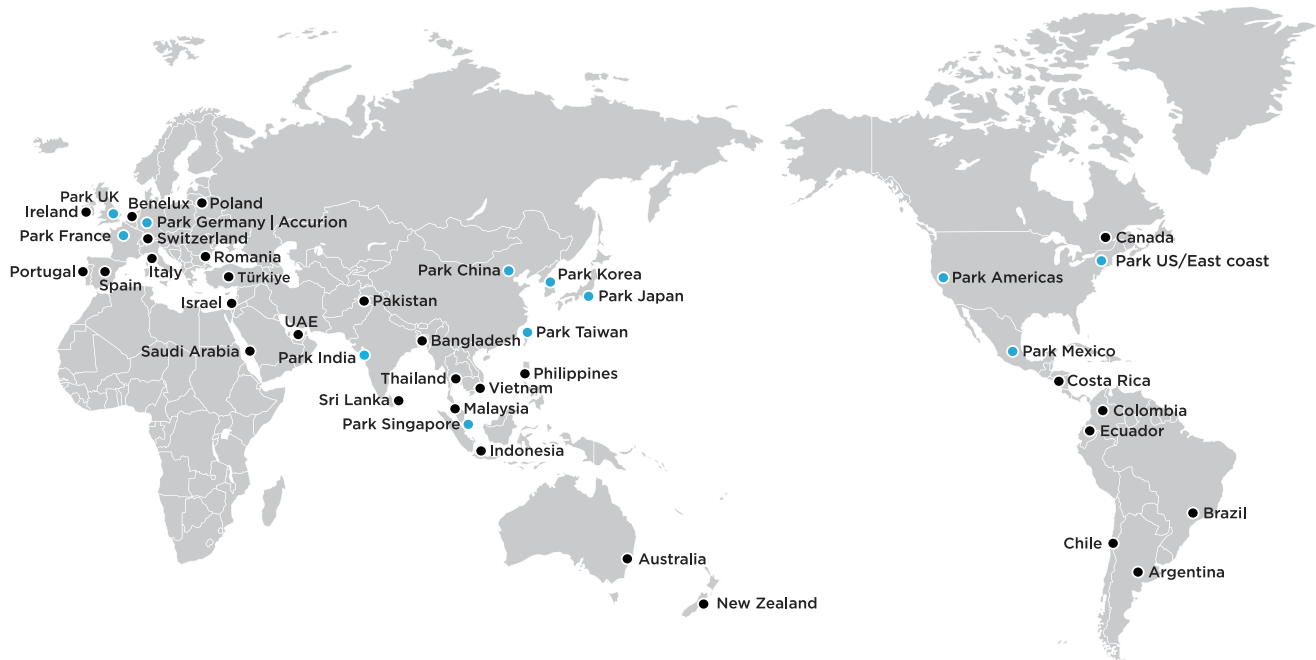 Park UK
Ireland
Benelux
Poland
Park Germany | Accurion
Park France
Switzerland
Romania
Portugal
Spain
Italy
Türkiye
Israel
UAE
Saudi Arabia
Pakistan
Park India
Bangladesh
Sri Lanka
Thailand
Vietnam
Philippines
Malaysia
Park Singapore
Indonesia
Park China
Park Korea
Park Japan
Park Taiwan
Australia
New Zealand
Canada
Park US/East coast
Park Americas
Park Mexico
Costa Rica
Colombia
Ecuador
Brazil
Chile
Argentina